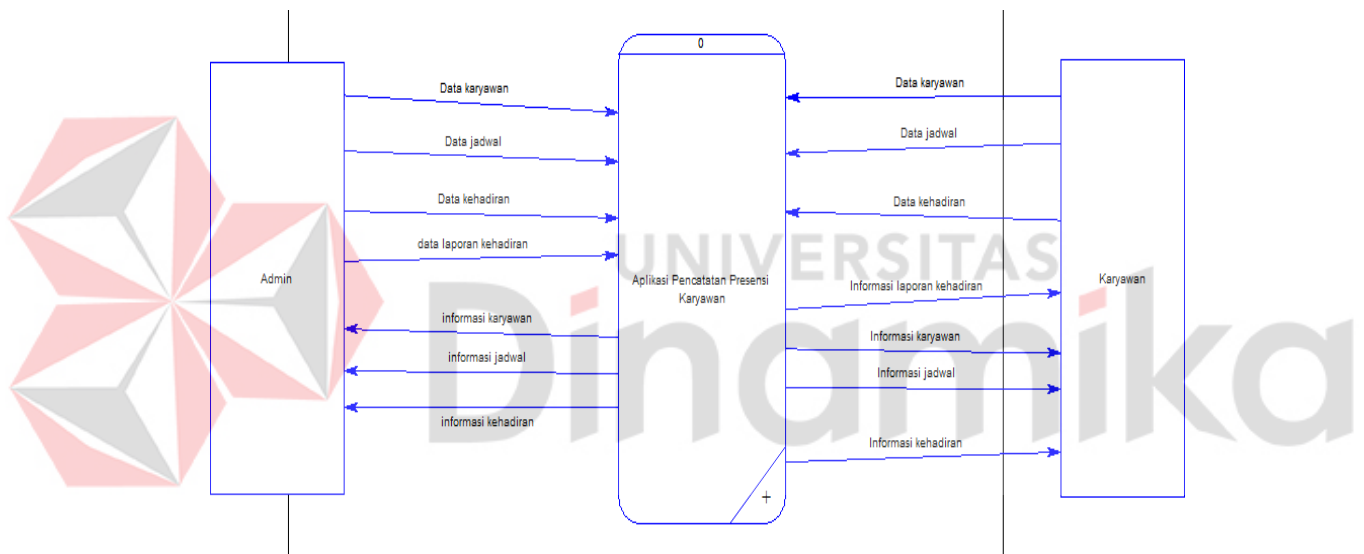 0
Data karyawan
Data jadwal
Data kehadiran
data laporan kehadiran
Admin
informasi karyawan
informasi jadwal
informasi kehadiran
Aplikasi Pencatatan Presensi
Karyawan
Data karyawan
Data jadwal
Data kehadiran
Informasi laporan kehadiran
Informasi karyawan
Informasi jadwal
Informasi kehadiran
Karyawan
+
UNIVERSITAS
Dinamika